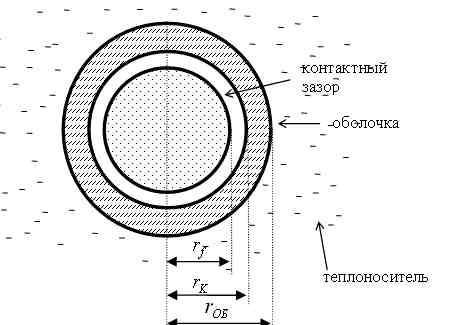 контактный
зазор
оболочка
теплоноситель
r_f
r_K
r_ОБ